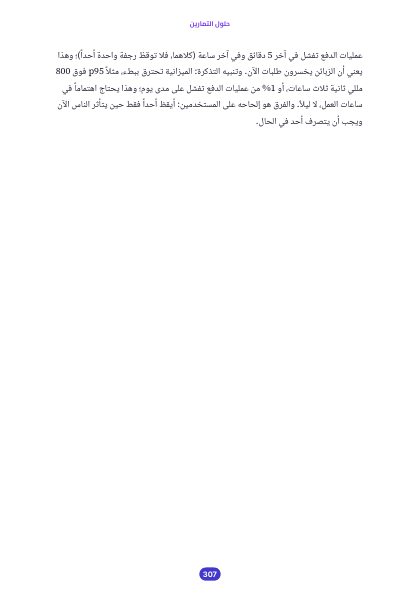 حلول التمارين
عمليات الدفع تفشل في آخر 5 دقائق وفي آخر ساعة (كلاهما، فلا توقظ رجفة واحدة أحداً)؛ وهذا
يعني أن الزبائن يخسرون طلبات الآن. وتنبيه التذكرة: الميزانية تحترق ببطء، مثلاً p95 فوق 800
مللي ثانية ثلاث ساعات، أو 1% من عمليات الدفع تفشل على مدى يوم؛ وهذا يحتاج اهتماماً في
ساعات العمل، لا ليلاً. والفرق هو إلحاحه على المستخدمين: أيقظ أحداً فقط حين يتأثر الناس الآن
ويجب أن يتصرف أحد في الحال.
307